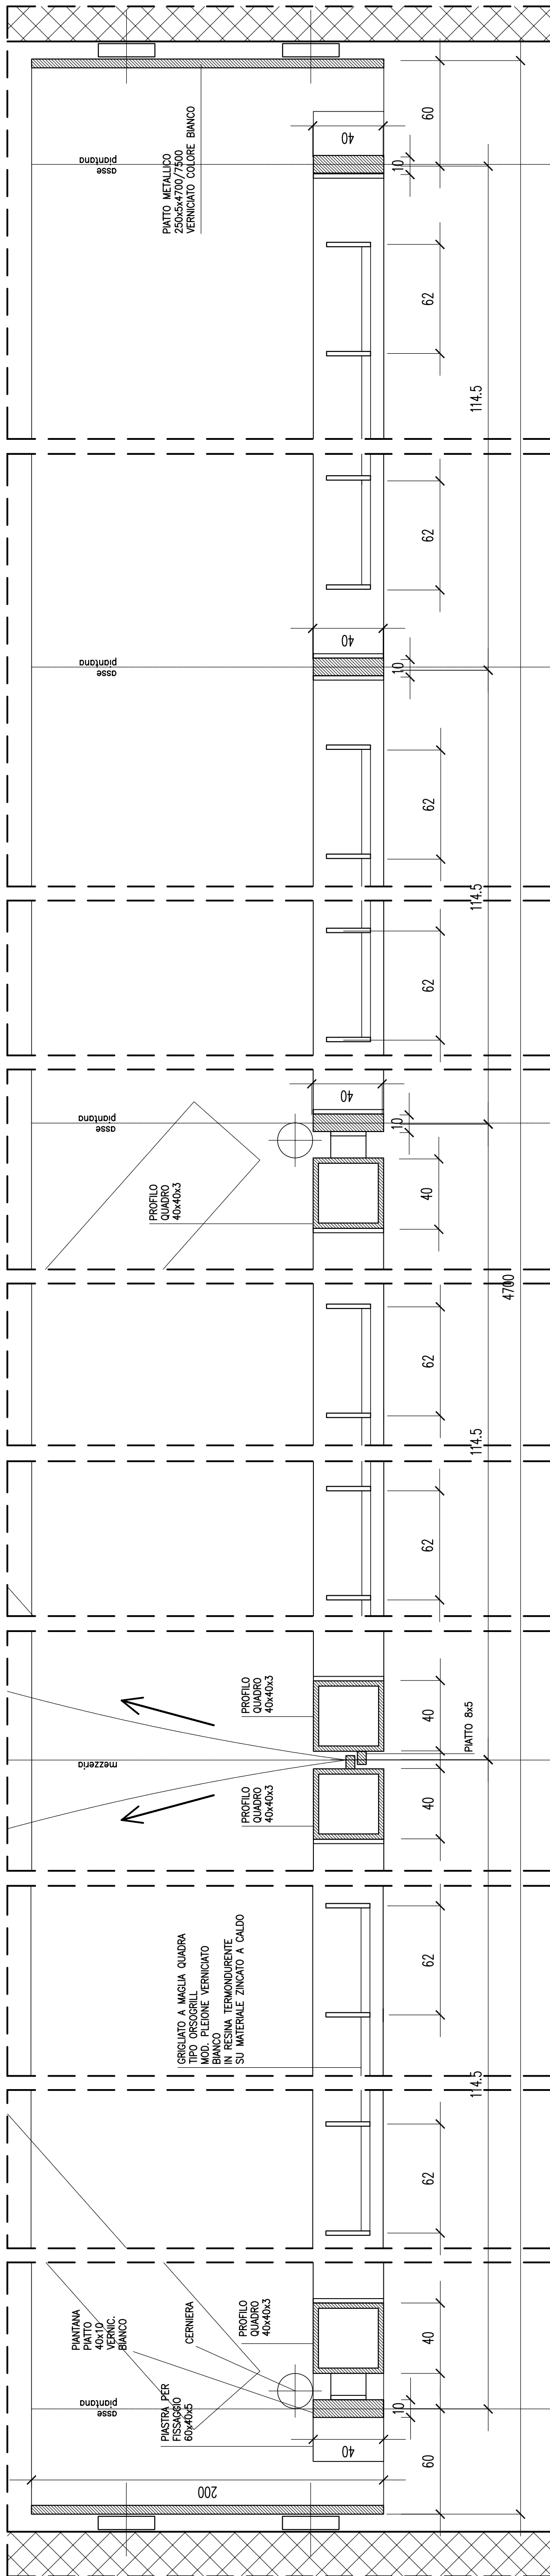 200
asse
piantana
PIASTRA PER
FISSAGGIO
60x40x5
PIANTANA
PIATTO
40x10
VERNIC.
BIANCO
CERNIERA
PROFILO
QUADRO
40x40x3
40
60
10
40
62
62
114.5
GRIGLIATO A MAGLIA QUADRA
TIPO ORSOGRILL
MOD. PLEIONE VERNICIATO
BIANCO
IN RESINA TERMONDURENTE
SU MATERIALE ZINCATO A CALDO
mezzeria
PROFILO
QUADRO
40x40x3
PROFILO
QUADRO
40x40x3
40
40
PIATTO 8x5
62
62
114.5
4700
PROFILO
QUADRO
40x40x3
asse
piantana
40
40
10
62
62
114.5
asse
piantana
40
10
62
62
114.5
PIATTO METALLICO
250x5x4700/7500
VERNICIATO COLORE BIANCO
asse
piantana
40
10
60